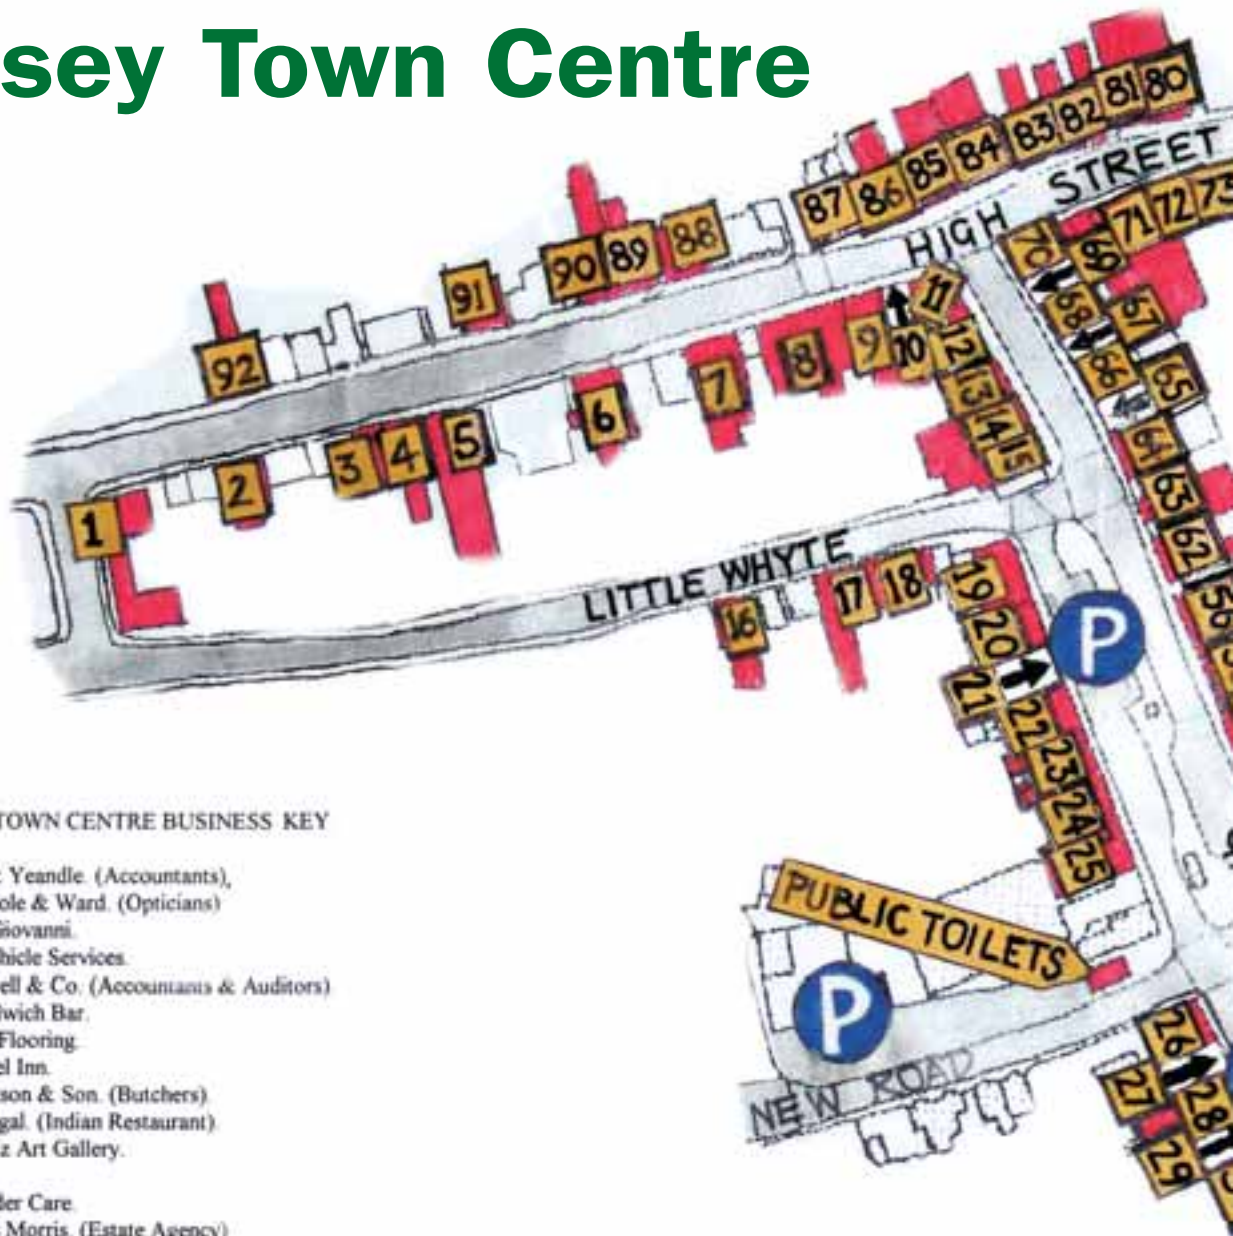 sey Town Centre
80
81
82
83
84
85
86
87
STREET
HIGH
73
72
71
70
69
88
89
90
91
92
11
10
9
8
7
6
5
4
3
2
1
12
13
14
15
68
67
66
65
64
63
62
56
LITTLE WHYTE
16
17
18
19
20
P
21
22
23
24
25
PUBLIC TOILETS
P
NEW ROAD
26
27
28
29
TOWN CENTRE BUSINESS KEY
Yeandle. (Accountants),
ole & Ward. (Opticians)
Giovanni.
hicle Services.
ell & Co. (Accountants & Auditors)
wich Bar.
Flooring.
el Inn.
son & Son. (Butchers)
gal. (Indian Restaurant)
z Art Gallery.
der Care.
Morris. (Estate Agency)